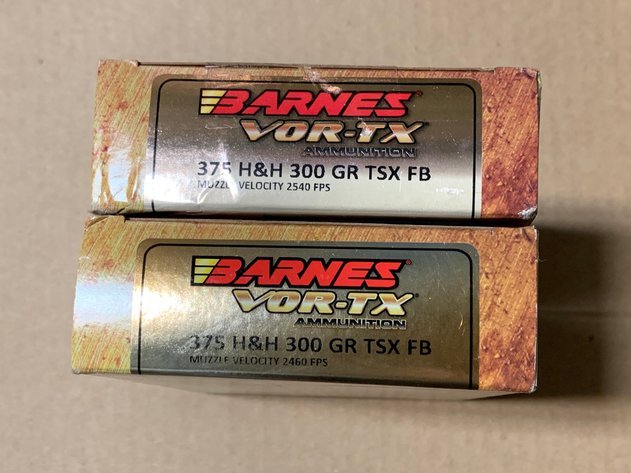 BARNES
VOR-TX
AMMUNITION
375 H&H 300 GR TSX FB
MUZZLE VELOCITY 2540 FPS
BARNES
VOR-TX
AMMUNITION
375 H&H 300 GR TSX FB
MUZZLE VELOCITY 2460 FPS